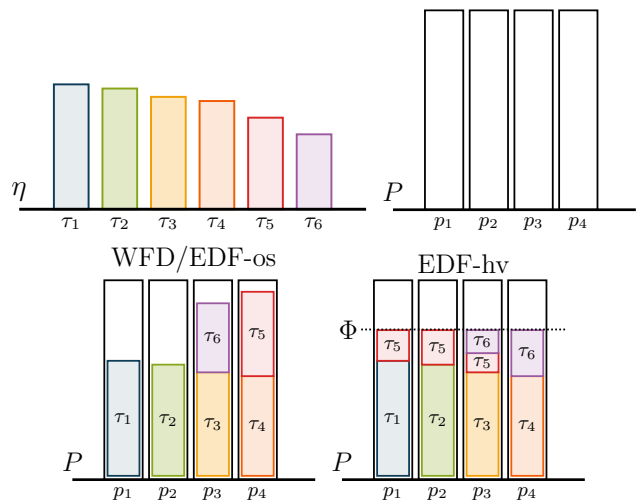 η
τ1 τ2 τ3 τ4 τ5 τ6
P
p1 p2 p3 p4
WFD/EDF-os
τ1 τ2 τ6 τ3 τ5 τ4
P
p1 p2 p3 p4
EDF-hv
Φ
τ5 τ5 τ6 τ5 τ6
τ1 τ2 τ3 τ4
P
p1 p2 p3 p4